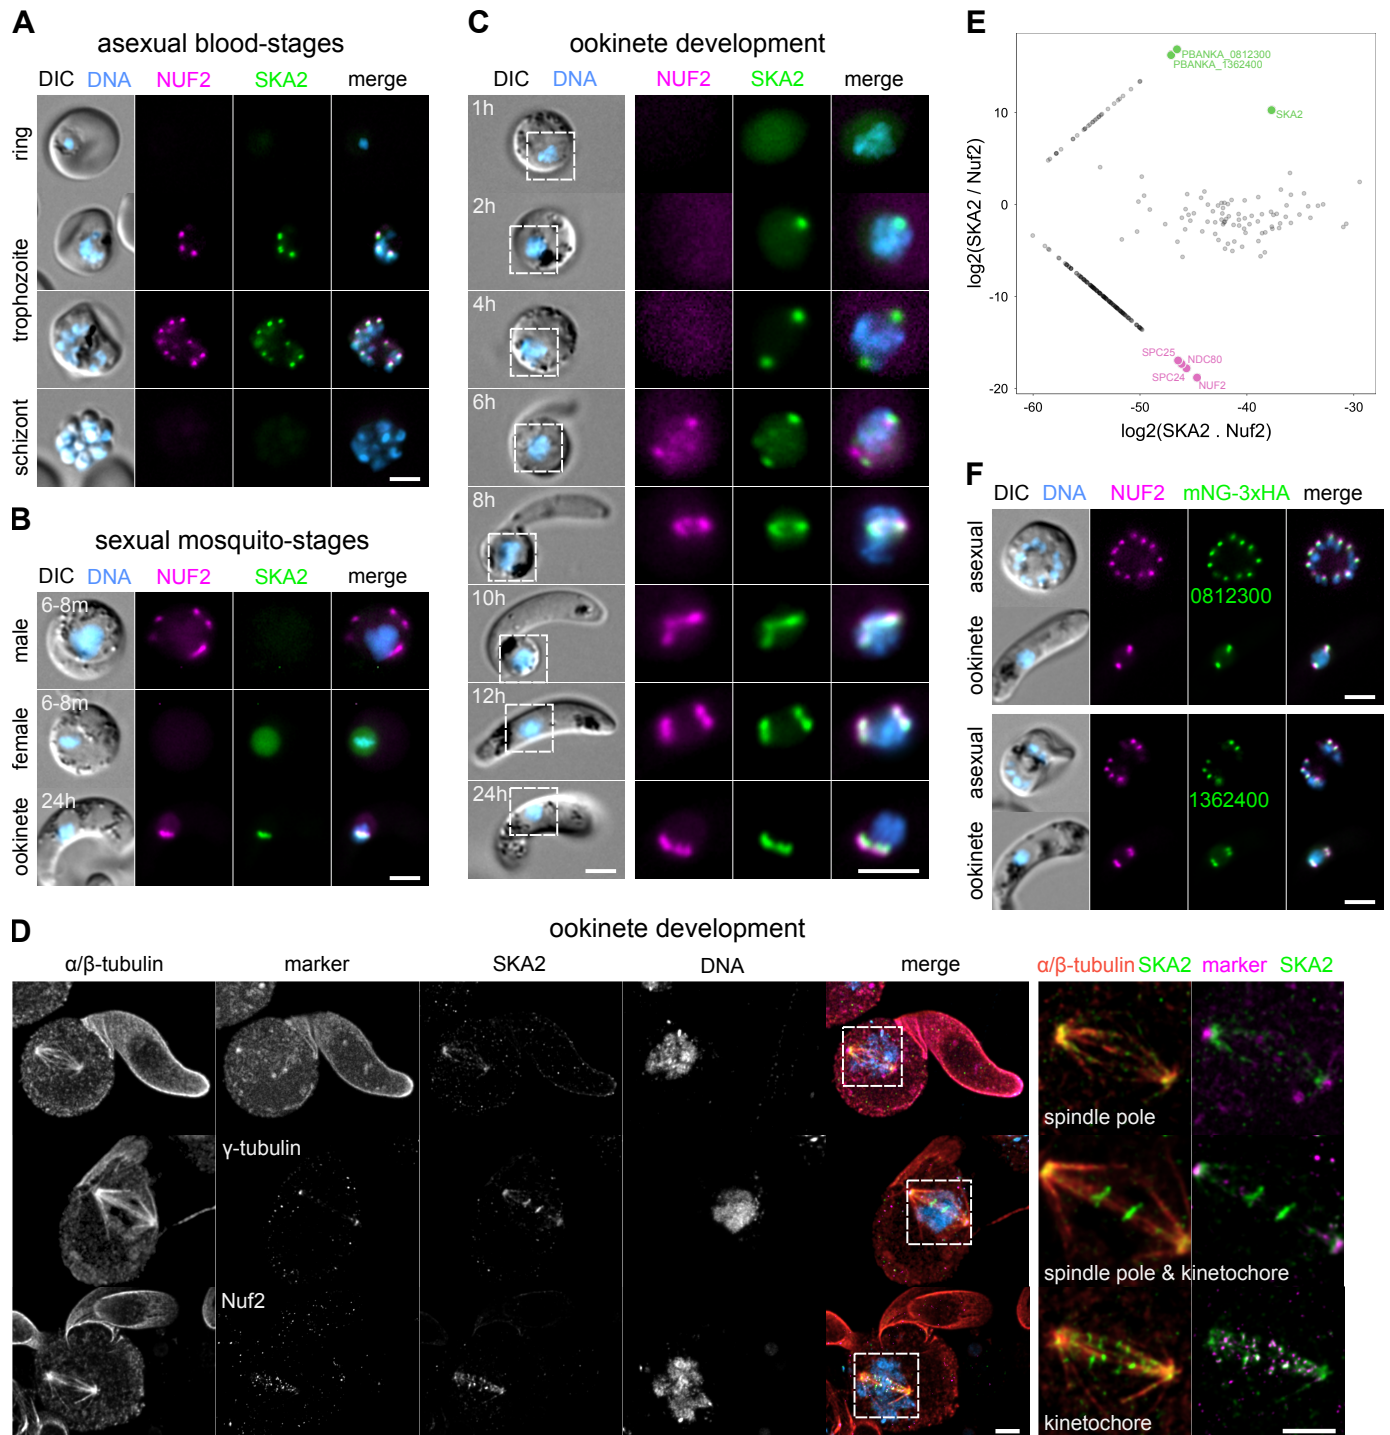 A
asexual blood-stages
DIC DNA NUF2 SKA2 merge
ring
trophozoite
schizont
B
sexual mosquito-stages
DIC DNA NUF2 SKA2 merge
6-8m
male
6-8m
female
24h
ookinete
C
ookinete development
DIC DNA NUF2 SKA2 merge
1h
2h
4h
6h
8h
10h
12h
24h
E
log2(SKA2 / Nuf2)
10
0
-10
-20
PBANKA_0812300
PBANKA_1362400
SKA2
SPC25
NDC80
SPC24
NUF2
-60 -50 -40 -30
log2(SKA2 . Nuf2)
F
DIC DNA NUF2 mNG-3xHA merge
asexual
0812300
ookinete
asexual
1362400
ookinete
D
ookinete development
α/β-tubulin marker SKA2 DNA merge α/β-tubulin SKA2 marker SKA2
spindle pole
γ-tubulin
spindle pole & kinetochore
Nuf2
kinetochore